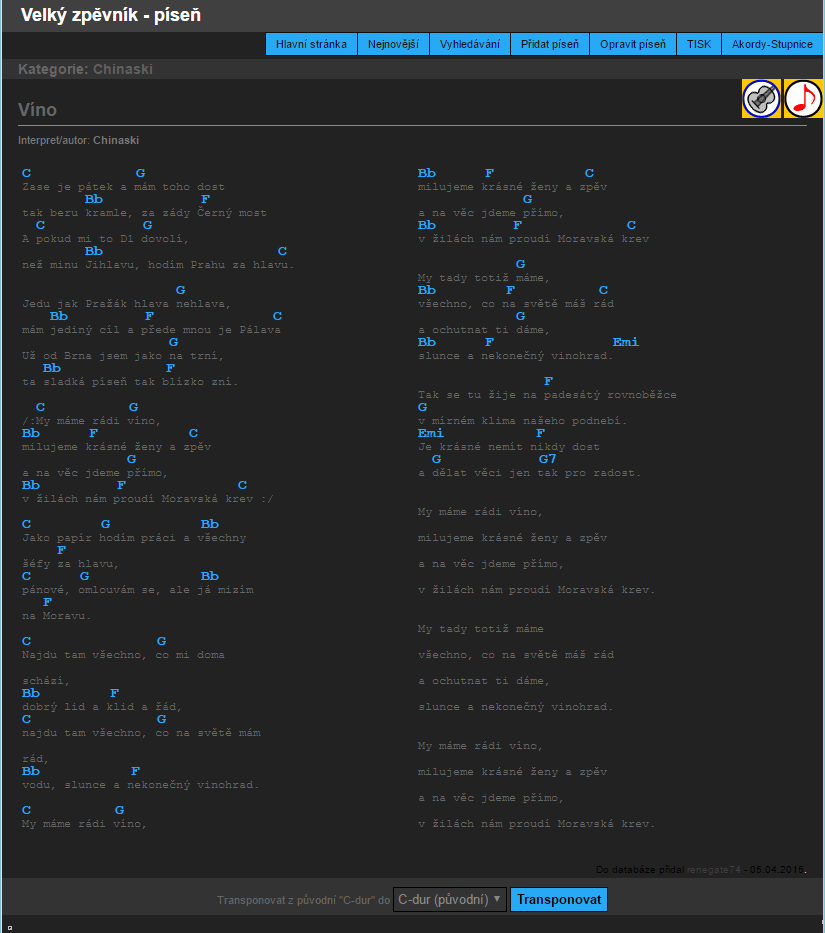 Velký zpěvník - píseň
Hlavní stránka Nejnovější Vyhledávání Přidat píseň Opravit píseň TISK Akordy-Stupnice
Kategorie: Chinaski
Víno
Interpret/autor: Chinaski
C G
Zase je pátek a mám toho dost
Bb F
tak beru kramle, za zády Černý most
C G
A pokud mi to D1 dovolí,
Bb C
než minu Jihlavu, hodím Prahu za hlavu.
G
Jedu jak Pražák hlava nehlava,
Bb F C
mám jediný cíl a přede mnou je Pálava
G
Už od Brna jsem jako na trní,
Bb F
ta sladká píseň tak blízko zní.
C G
/:My máme rádi víno,
Bb F C
milujeme krásné ženy a zpěv
G
a na věc jdeme přímo,
Bb F C
v žilách nám proudí Moravská krev :/
C G Bb
Jako papír hodím práci a všechny
F
šéfy za hlavu,
C G Bb
pánové, omlouvám se, ale já mizím
F
na Moravu.
C G
Najdu tam všechno, co mi doma
schází,
Bb F
dobrý lid a klid a řád,
C G
najdu tam všechno, co na světě mám
rád,
Bb F
vodu, slunce a nekonečný vinohrad.
C G
My máme rádi víno,
Bb F C
milujeme krásné ženy a zpěv
G
a na věc jdeme přímo,
Bb F C
v žilách nám proudí Moravská krev
G
My tady totiž máme,
Bb F C
všechno, co na světě máš rád
G
a ochutnat ti dáme,
Bb F Emi
slunce a nekonečný vinohrad.
F
Tak se tu žije na padesátý rovnoběžce
G
v mírném klima našeho podnebí.
Emi F
Je krásné nemít nikdy dost
G G7
a dělat věci jen tak pro radost.
My máme rádi víno,
milujeme krásné ženy a zpěv
a na věc jdeme přímo,
v žilách nám proudí Moravská krev.
My tady totiž máme
všechno, co na světě máš rád
a ochutnat ti dáme,
slunce a nekonečný vinohrad.
My máme rádi víno,
milujeme krásné ženy a zpěv
a na věc jdeme přímo,
v žilách nám proudí Moravská krev.
Do databáze přidal renegate74 - 05.04.2015.
Transponovat z původní "C-dur" do C-dur (původní) Transponovat